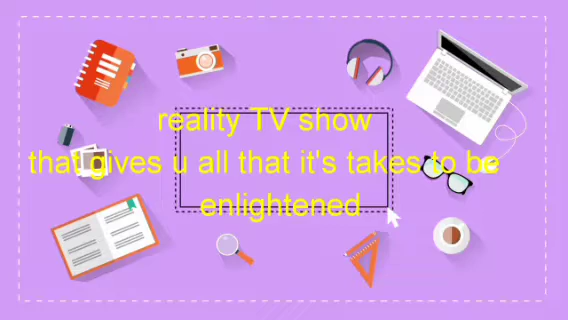 reality TV show
that gives u all that it's takes to be
enlightened